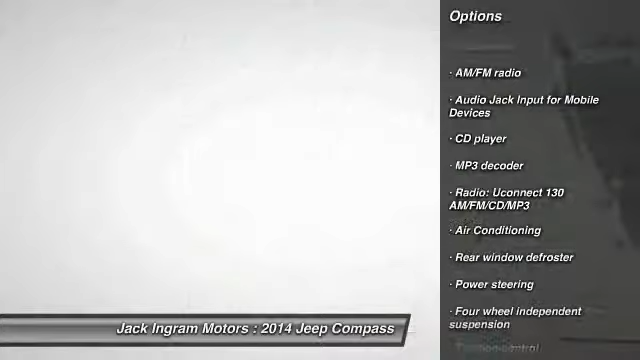 Options
· AM/FM radio
· Audio Jack Input for Mobile
Devices
· CD player
· MP3 decoder
· Radio: Uconnect 130
AM/FM/CD/MP3
· Air Conditioning
· Rear window defroster
· Power steering
· Four wheel independent
suspension
· Traction control
Jack Ingram Motors : 2014 Jeep Compass